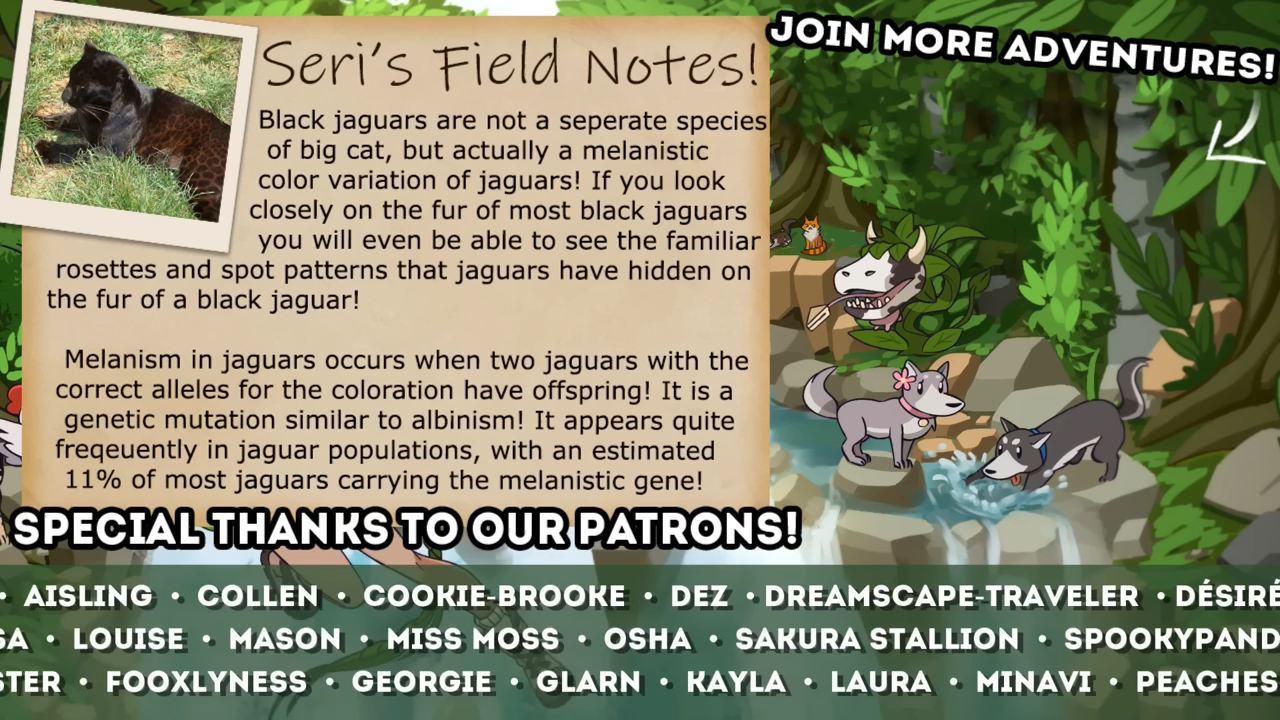 Seri's Field Notes!
JOIN MORE ADVENTURES!
Black jaguars are not a seperate species
of big cat, but actually a melanistic
color variation of jaguars! If you look
closely on the fur of most black jaguars
you will even be able to see the familiar
rosettes and spot patterns that jaguars have hidden on
the fur of a black jaguar!
Melanism in jaguars occurs when two jaguars with the
correct alleles for the coloration have offspring! It is a
genetic mutation similar to albinism! It appears quite
freqeuently in jaguar populations, with an estimated
11% of most jaguars carrying the melanistic gene!
SPECIAL THANKS TO OUR PATRONS!
• AISLING • COLLEN • COOKIE-BROOKE • DEZ • DREAMSCAPE-TRAVELER • DÉSIRÉ
SA • LOUISE • MASON • MISS MOSS • OSHA • SAKURA STALLION • SPOOKYPAND
STER • FOOXLYNESS • GEORGIE • GLARN • KAYLA • LAURA • MINAVI • PEACHES